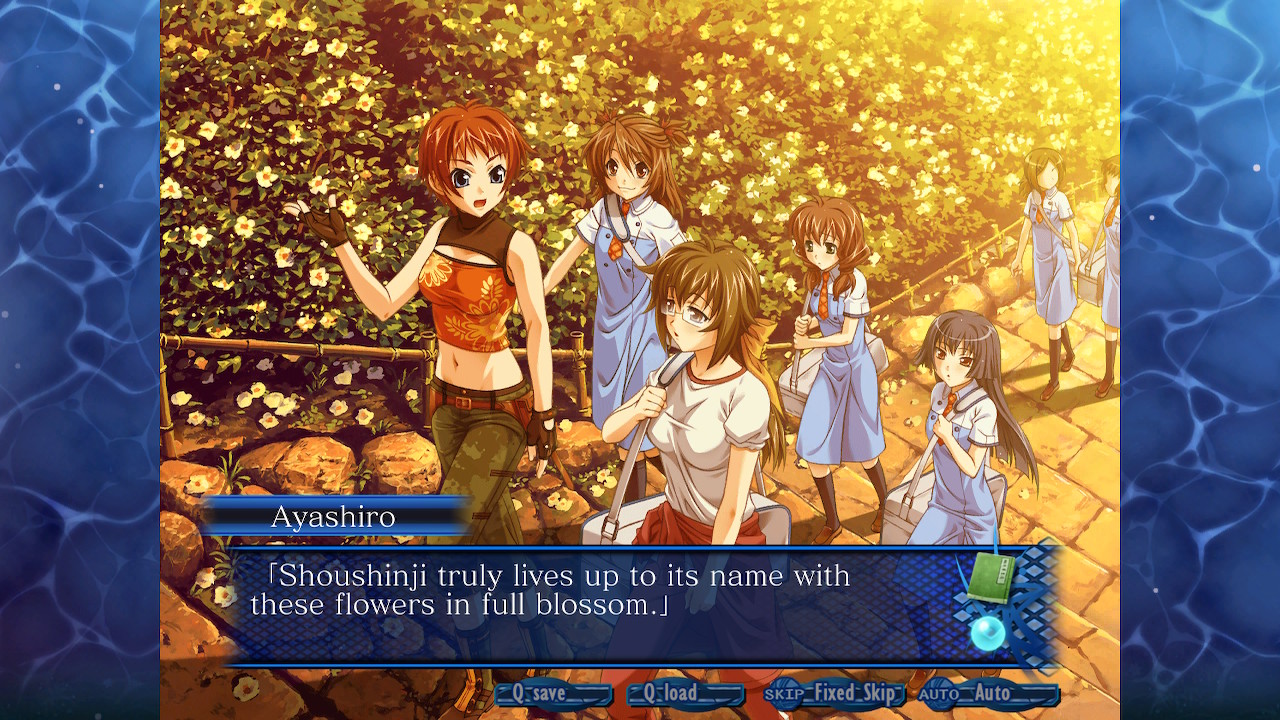 Ayashiro
「Shoushinji truly lives up to its name with
these flowers in full blossom.」
Q save Q load SKIP Fixed Skip AUTO Auto